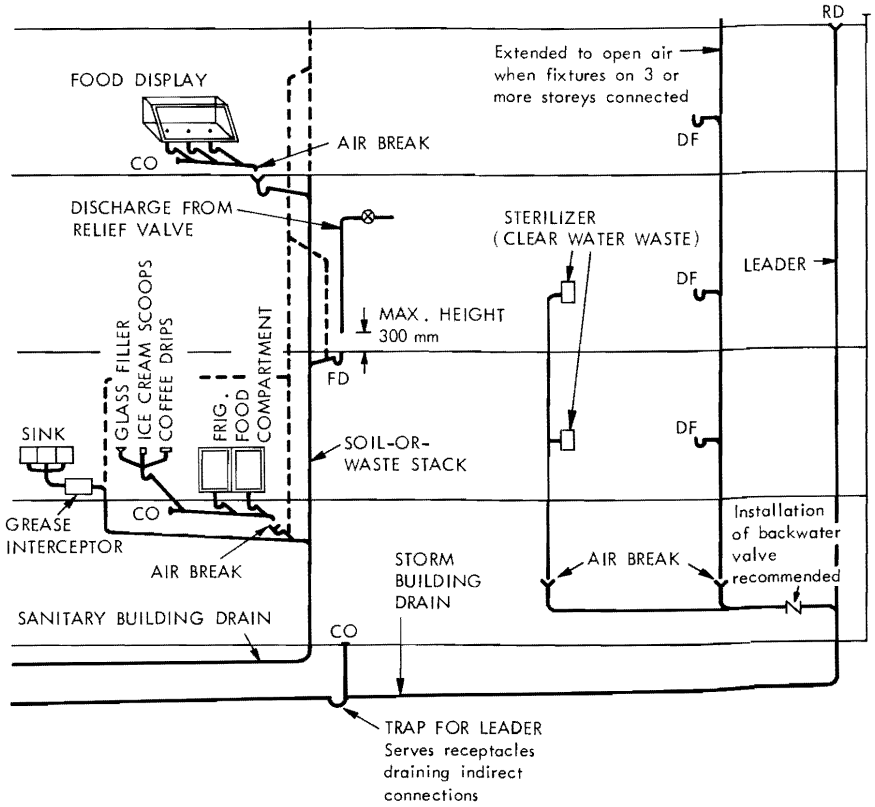 RD
Extended to open air
when fixtures on 3 or
more storeys connected
FOOD DISPLAY
DF
AIR BREAK
CO
DISCHARGE FROM
RELIEF VALVE
STERILIZER
(CLEAR WATER WASTE)
LEADER
DF
MAX. HEIGHT
300 mm
GLASS FILLER
ICE CREAM SCOOPS
COFFEE DRIPS
FRIG.
FOOD
COMPARTMENT
FD
SINK
DF
SOIL-OR-
WASTE STACK
CO
GREASE
INTERCEPTOR
AIR BREAK
Installation
of backwater
valve
recommended
AIR BREAK
STORM
BUILDING
DRAIN
SANITARY BUILDING DRAIN
CO
TRAP FOR LEADER
Serves receptacles
draining indirect
connections